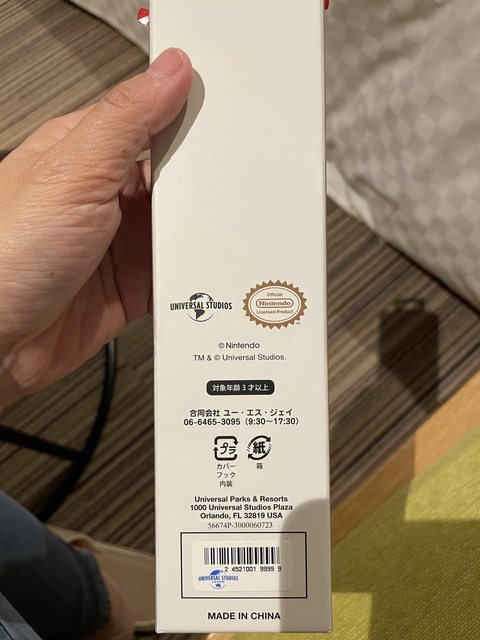 UNIVERSAL STUDIOS
Official
Nintendo
Licensed Product
TM
© Nintendo
TM & © Universal Studios.
対象年齢 3 才以上
合同会社 ユー・エス・ジェイ
06-6465-3095（9:30〜17:30）
プラ
紙
カバー
フック
内装
箱
Universal Parks & Resorts
1000 Universal Studios Plaza
Orlando, FL 32819 USA
56674P-3000060723
2 4521001 9999 9
UNIVERSAL STUDIOS
JAPAN
MADE IN CHINA